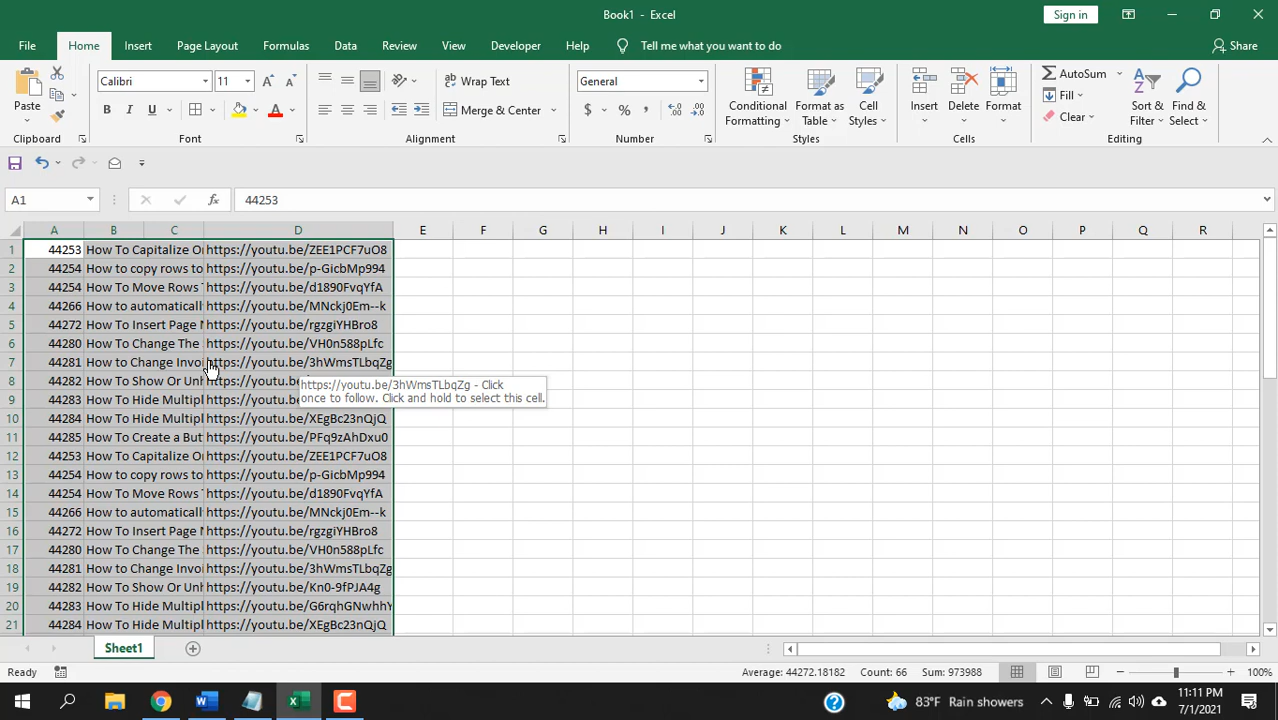 Book1 - Excel
Sign in
File Home Insert Page Layout Formulas Data Review View Developer Help Tell me what you want to do Share
Paste
Calibri 11
B I U
Wrap Text
Merge & Center
General
$ % ,
Conditional Formatting
Format as Table
Cell Styles
Insert Delete Format
AutoSum
Fill
Clear
Sort & Filter
Find & Select
Clipboard Font Alignment Number Styles Cells Editing
A1 fx 44253
A B C D E F G H I J K L M N O P Q R
1 44253 How To Capitalize On https://youtu.be/ZEE1PCF7uO8
2 44254 How to copy rows to https://youtu.be/p-GicbMp994
3 44254 How To Move Rows T https://youtu.be/d1890FvqYfA
4 44266 How to automatically https://youtu.be/MNckj0Em--k
5 44272 How To Insert Page N https://youtu.be/rgzgiYHBro8
6 44280 How To Change The https://youtu.be/VH0n588pLfc
7 44281 How to Change Invoi https://youtu.be/3hWmsTLbqZg
8 44282 How To Show Or Unh https://youtu.be/
9 44283 How To Hide Multipl https://youtu.be/
https://youtu.be/3hWmsTLbqZg - Click
once to follow. Click and hold to select this cell.
10 44284 How To Hide Multipl https://youtu.be/XEgBc23nQjQ
11 44285 How To Create a But https://youtu.be/PFq9zAhDxu0
12 44253 How To Capitalize On https://youtu.be/ZEE1PCF7uO8
13 44254 How to copy rows to https://youtu.be/p-GicbMp994
14 44254 How To Move Rows T https://youtu.be/d1890FvqYfA
15 44266 How to automatically https://youtu.be/MNckj0Em--k
16 44272 How To Insert Page N https://youtu.be/rgzgiYHBro8
17 44280 How To Change The https://youtu.be/VH0n588pLfc
18 44281 How to Change Invoi https://youtu.be/3hWmsTLbqZg
19 44282 How To Show Or Unh https://youtu.be/Kn0-9fPJA4g
20 44283 How To Hide Multipl https://youtu.be/G6rqhGNwhhY
21 44284 How To Hide Multipl https://youtu.be/XEgBc23nQjQ
Sheet1
Ready Average: 44272.18182 Count: 66 Sum: 973988 100%
83°F Rain showers
11:11 PM
7/1/2021